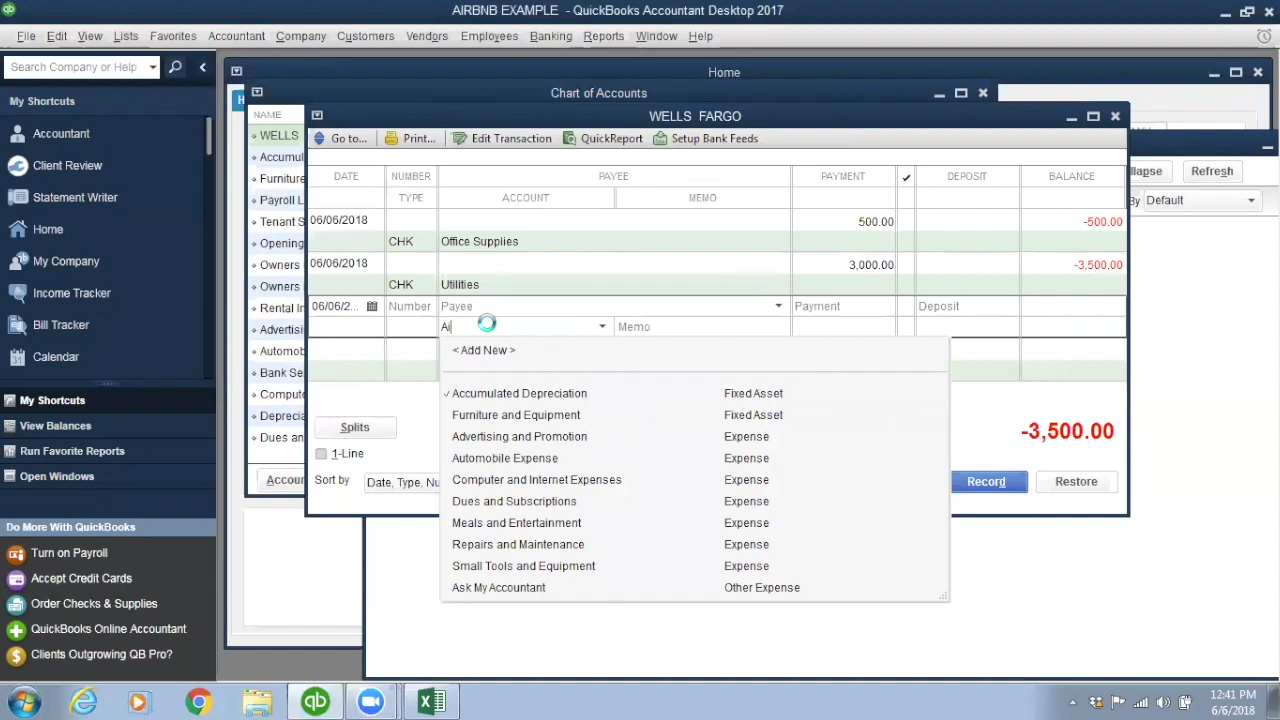 AIRBNB EXAMPLE - QuickBooks Accountant Desktop 2017
File Edit View Lists Favorites Accountant Company Customers Vendors Employees Banking Reports Window Help
Search Company or Help
My Shortcuts
Accountant
Client Review
Statement Writer
Home
My Company
Income Tracker
Bill Tracker
Calendar
My Shortcuts
View Balances
Run Favorite Reports
Open Windows
Do More With QuickBooks
Turn on Payroll
Accept Credit Cards
Order Checks & Supplies
QuickBooks Online Accountant
Clients Outgrowing QB Pro?
Home
Chart of Accounts
NAME
WELLS
Accumul
Furniture
Payroll L
Tenant S
Opening
Owners
Owners
Rental In
Advertisi
Automob
Bank Se
Compute
Deprecia
Dues an
Accoun
lapse
Refresh
By
Default
WELLS FARGO
Go to... Print... Edit Transaction QuickReport Setup Bank Feeds
DATE NUMBER PAYEE PAYMENT ✓ DEPOSIT BALANCE
TYPE ACCOUNT MEMO
06/06/2018 500.00 -500.00
CHK Office Supplies
06/06/2018 3,000.00 -3,500.00
CHK Utilities
06/06/2... Number Payee Payment Deposit
Ai Memo
< Add New >
Accumulated Depreciation Fixed Asset
Furniture and Equipment Fixed Asset
Advertising and Promotion Expense
Automobile Expense Expense
Computer and Internet Expenses Expense
Dues and Subscriptions Expense
Meals and Entertainment Expense
Repairs and Maintenance Expense
Small Tools and Equipment Expense
Ask My Accountant Other Expense
Splits
1-Line
Sort by Date, Type, Nu
-3,500.00
Record Restore
12:41 PM
6/6/2018